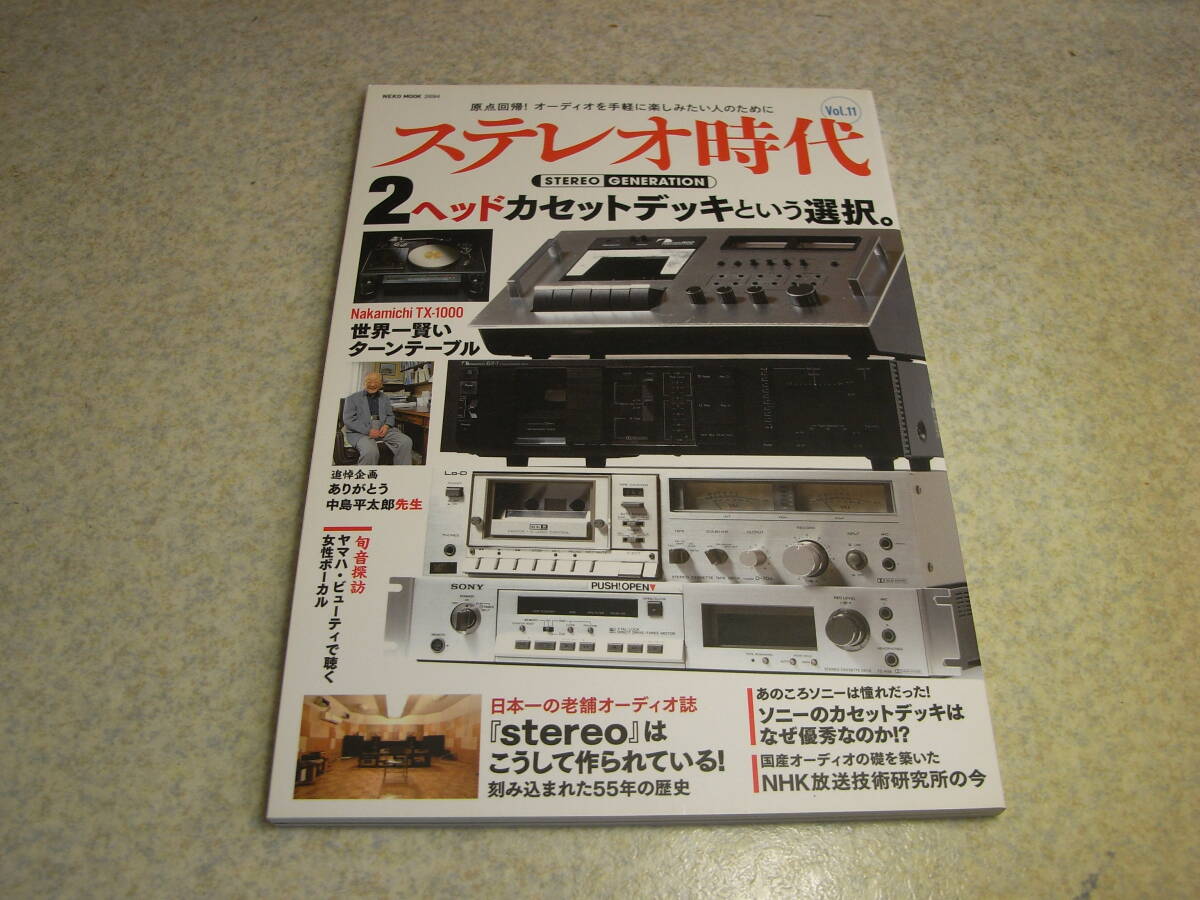 NEKO MOOK
原点回帰！オーディオを手軽に楽しみたい人のために
Vol.11
ステレオ時代
STEREO GENERATION
2ヘッドカセットデッキという選択。
Nakamichi TX-1000
世界一賢い
ターンテーブル
追悼企画
ありがとう
中島平太郎先生
旬音探訪
ヤマハ・ビューティで聴く
女性ボーカル
Lo-D
SONY
PUSH!OPEN▼
日本一の老舗オーディオ誌
『stereo』は
こうして作られている！
刻み込まれた55年の歴史
あのころソニーは憧れだった！
ソニーのカセットデッキは
なぜ優秀なのか!?
国産オーディオの礎を築いた
NHK放送技術研究所の今